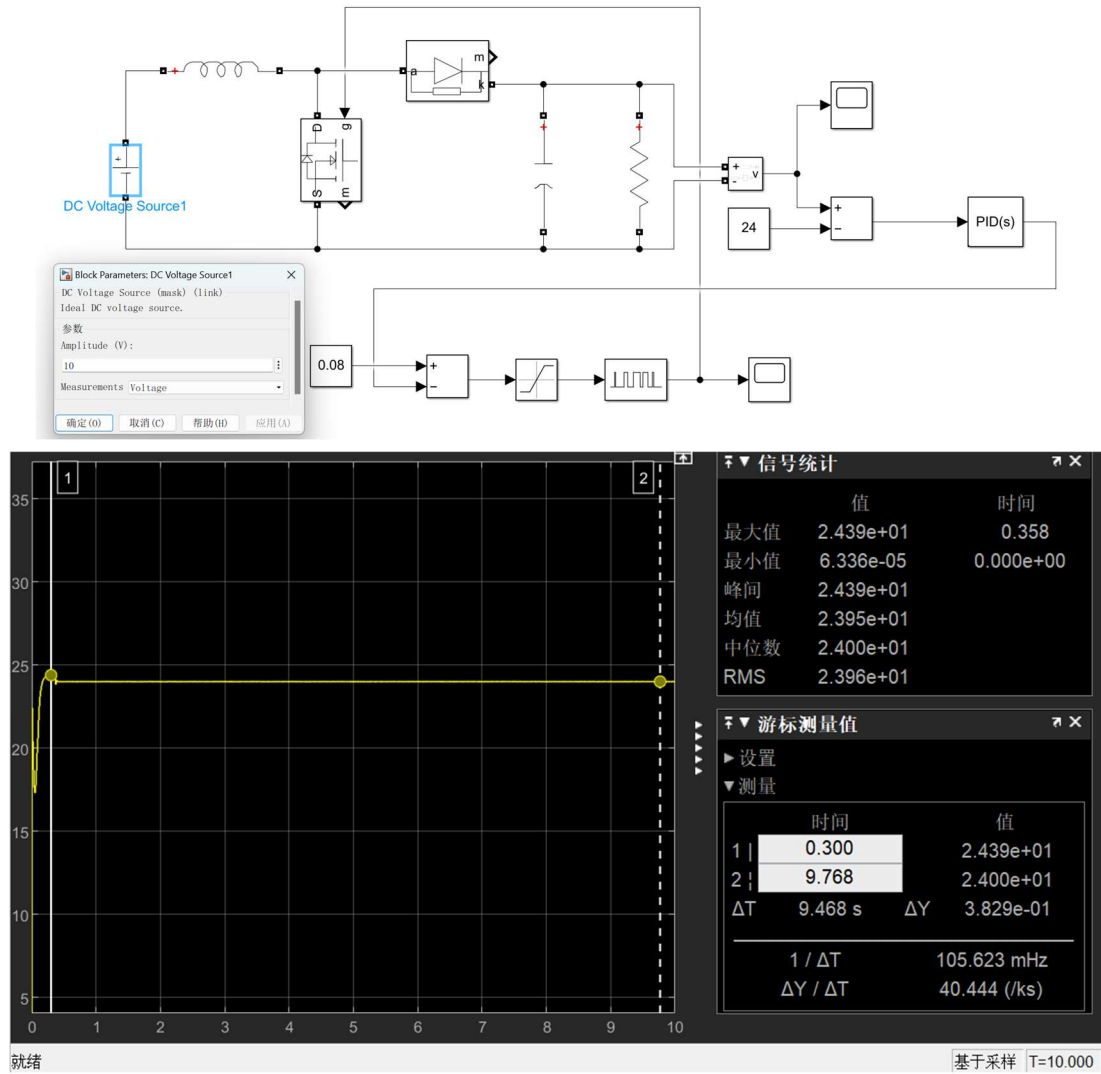 m
a
k
D
g
S
m
+
DC Voltage Source1
+
-
v
24
+
−
PID(s)
Block Parameters: DC Voltage Source1
DC Voltage Source (mask) (link)
Ideal DC voltage source.
参数
Amplitude (V):
10
Measurements Voltage
确定(O) 取消(C) 帮助(H) 应用(A)
0.08
+
−
1
2
35
30
25
20
15
10
5
0 1 2 3 4 5 6 7 8 9 10
信号统计
值 时间
最大值 2.439e+01 0.358
最小值 6.336e-05 0.000e+00
峰间 2.439e+01
均值 2.395e+01
中位数 2.400e+01
RMS 2.396e+01
游标测量值
设置
测量
时间 值
1 | 0.300 2.439e+01
2 ¦ 9.768 2.400e+01
ΔT 9.468 s ΔY 3.829e-01
1 / ΔT 105.623 mHz
ΔY / ΔT 40.444 (/ks)
就绪
基于采样 T=10.000